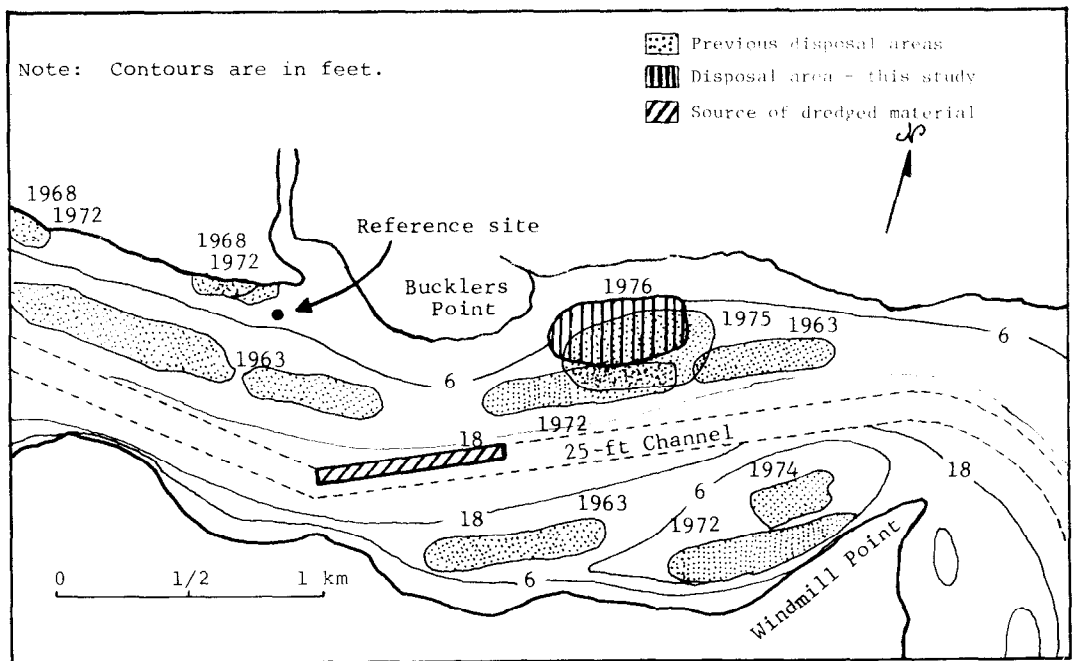 Note: Contours are in feet.
Previous disposal areas
Disposal area - this study
Source of dredged material
N
1968
1972
1968
1972
Reference site
Bucklers
Point
1976
1975
1963
6
1963
6
1972
18
25-ft Channel
18
1974
6
1963
18
1972
6
Windmill Point
0 1/2 1 km